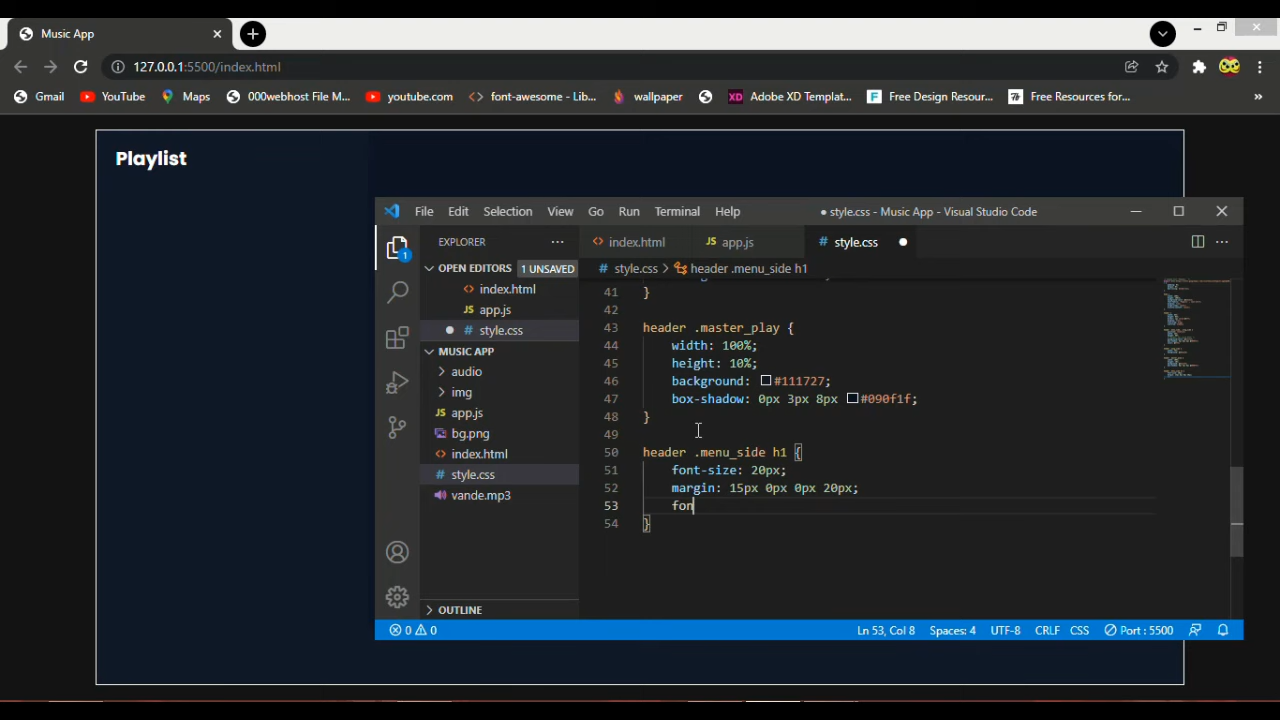 Music App
127.0.0.1:5500/index.html
Gmail YouTube Maps 000webhost File M... youtube.com font-awesome - Lib... wallpaper Adobe XD Templat... Free Design Resour... Free Resources for... »
Playlist
File Edit Selection View Go Run Terminal Help ● style.css - Music App - Visual Studio Code
EXPLORER
index.html
app.js
style.css
OPEN EDITORS 1 UNSAVED
index.html
app.js
style.css
MUSIC APP
audio
img
app.js
bg.png
index.html
style.css
vande.mp3
OUTLINE
style.css > header .menu_side h1
41 }
42
43 header .master_play {
44 width: 100%;
45 height: 10%;
46 background: #111727;
47 box-shadow: 0px 3px 8px #090f1f;
48 }
49
50 header .menu_side h1 {
51 font-size: 20px;
52 margin: 15px 0px 0px 20px;
53 fon
54 }
1
0 0 Ln 53, Col 8 Spaces: 4 UTF-8 CRLF CSS Port : 5500